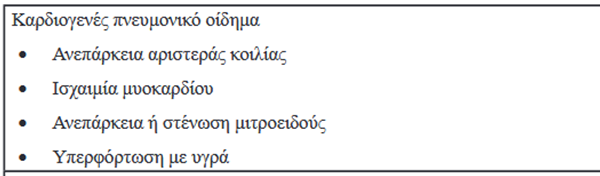 Καρδιογενές πνευμονικό οίδημα
• Ανεπάρκεια αριστεράς κοιλίας
• Ισχαιμία μυοκαρδίου
• Ανεπάρκεια ή στένωση μιτροειδούς
• Υπερφόρτωση με υγρά